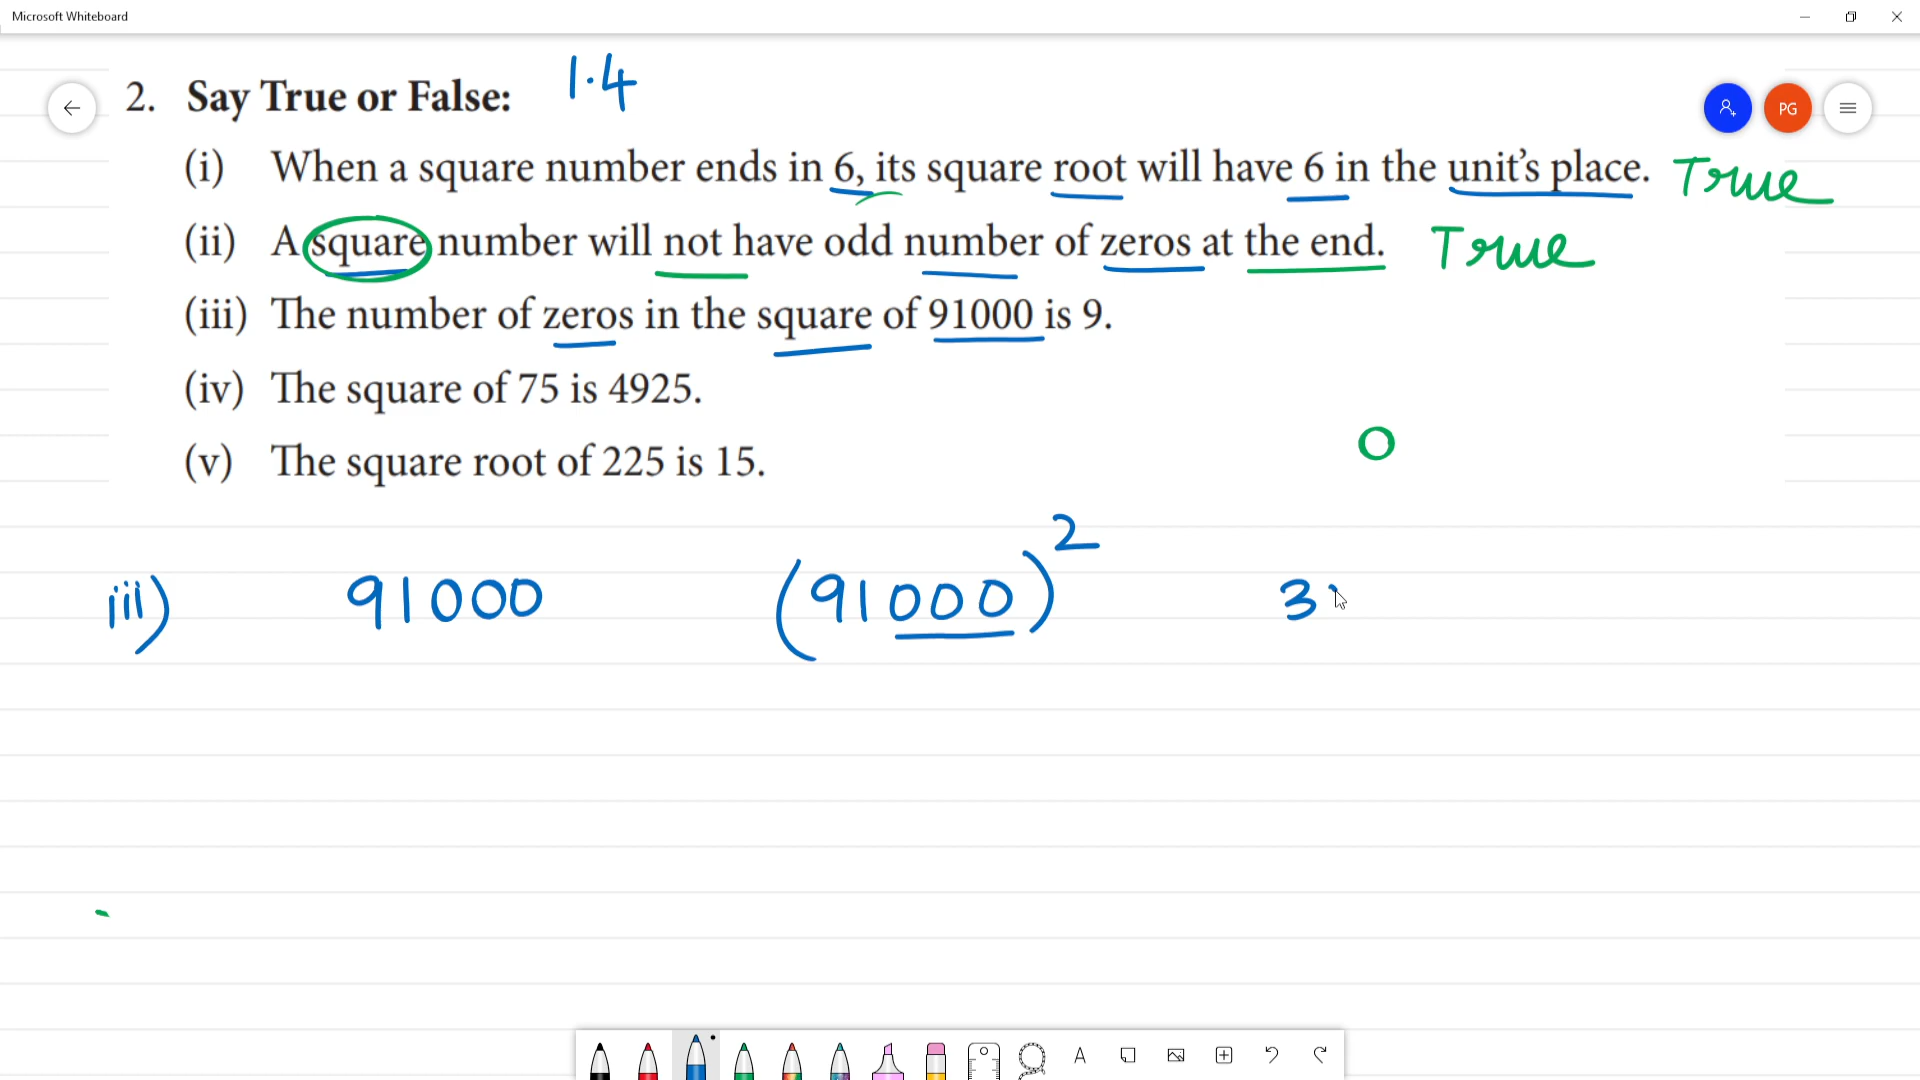 Microsoft Whiteboard
2. Say True or False: 1.4
PG
(i) When a square number ends in 6, its square root will have 6 in the unit's place. True
(ii) A square number will not have odd number of zeros at the end. True
(iii) The number of zeros in the square of 91000 is 9.
(iv) The square of 75 is 4925.
0
(v) The square root of 225 is 15.
iii) 91000 (91000)² 3
A